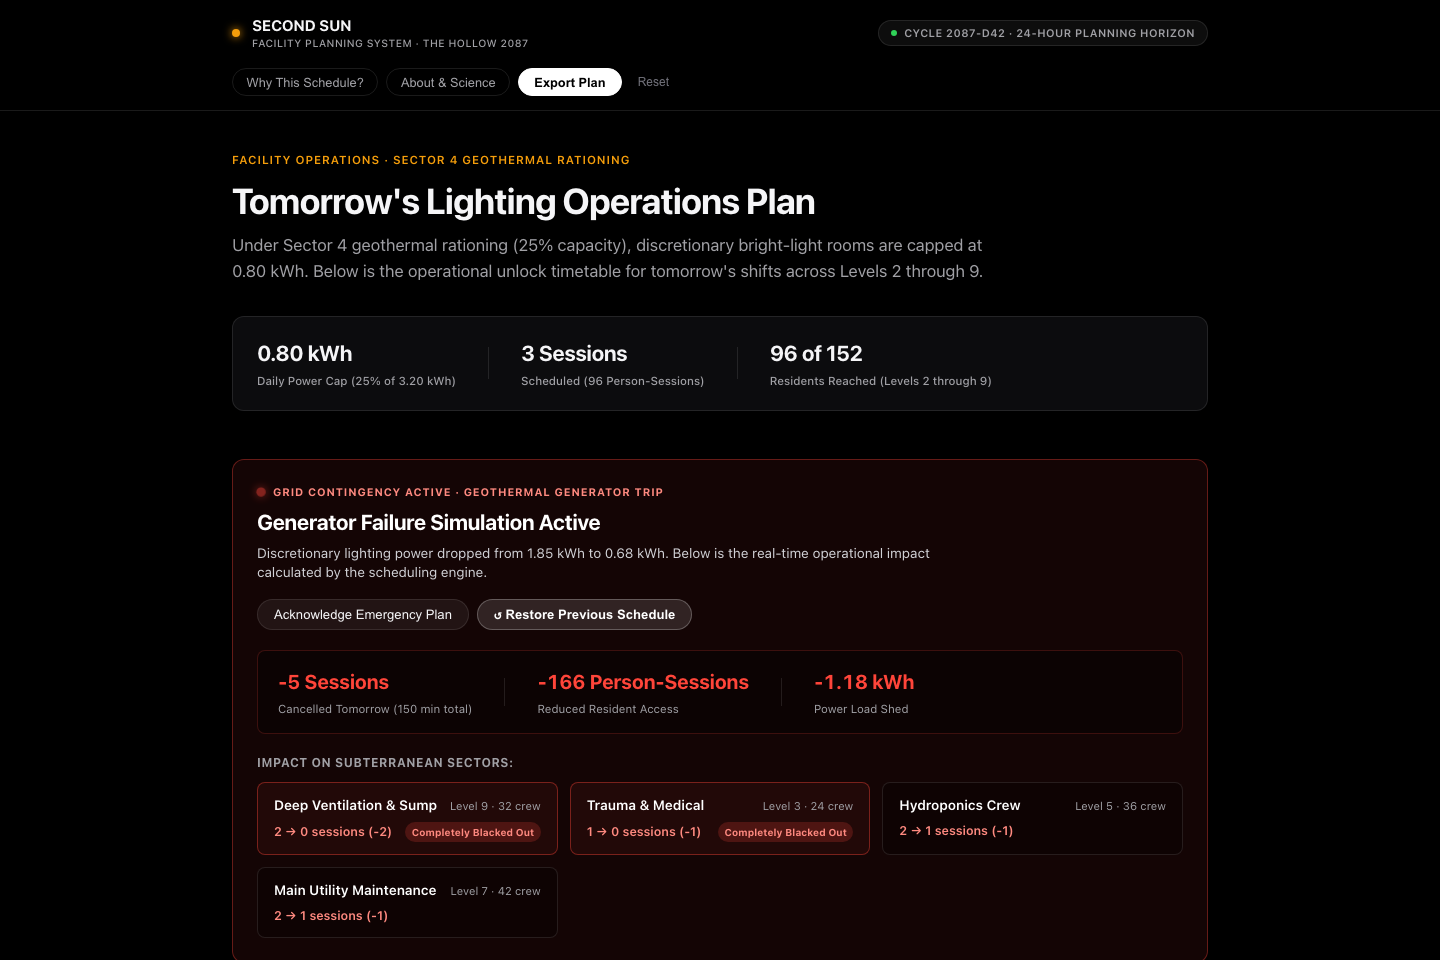 SECOND SUN
FACILITY PLANNING SYSTEM · THE HOLLOW 2087
CYCLE 2087-D42 · 24-HOUR PLANNING HORIZON
Why This Schedule?
About & Science
Export Plan
Reset
FACILITY OPERATIONS · SECTOR 4 GEOTHERMAL RATIONING
Tomorrow's Lighting Operations Plan
Under Sector 4 geothermal rationing (25% capacity), discretionary bright-light rooms are capped at
0.80 kWh. Below is the operational unlock timetable for tomorrow's shifts across Levels 2 through 9.
0.80 kWh
Daily Power Cap (25% of 3.20 kWh)
3 Sessions
Scheduled (96 Person-Sessions)
96 of 152
Residents Reached (Levels 2 through 9)
GRID CONTINGENCY ACTIVE · GEOTHERMAL GENERATOR TRIP
Generator Failure Simulation Active
Discretionary lighting power dropped from 1.85 kWh to 0.68 kWh. Below is the real-time operational impact
calculated by the scheduling engine.
Acknowledge Emergency Plan
↺ Restore Previous Schedule
-5 Sessions
Cancelled Tomorrow (150 min total)
-166 Person-Sessions
Reduced Resident Access
-1.18 kWh
Power Load Shed
IMPACT ON SUBTERRANEAN SECTORS:
Deep Ventilation & Sump
Level 9 · 32 crew
2 → 0 sessions (-2)
Completely Blacked Out
Trauma & Medical
Level 3 · 24 crew
1 → 0 sessions (-1)
Completely Blacked Out
Hydroponics Crew
Level 5 · 36 crew
2 → 1 sessions (-1)
Main Utility Maintenance
Level 7 · 42 crew
2 → 1 sessions (-1)